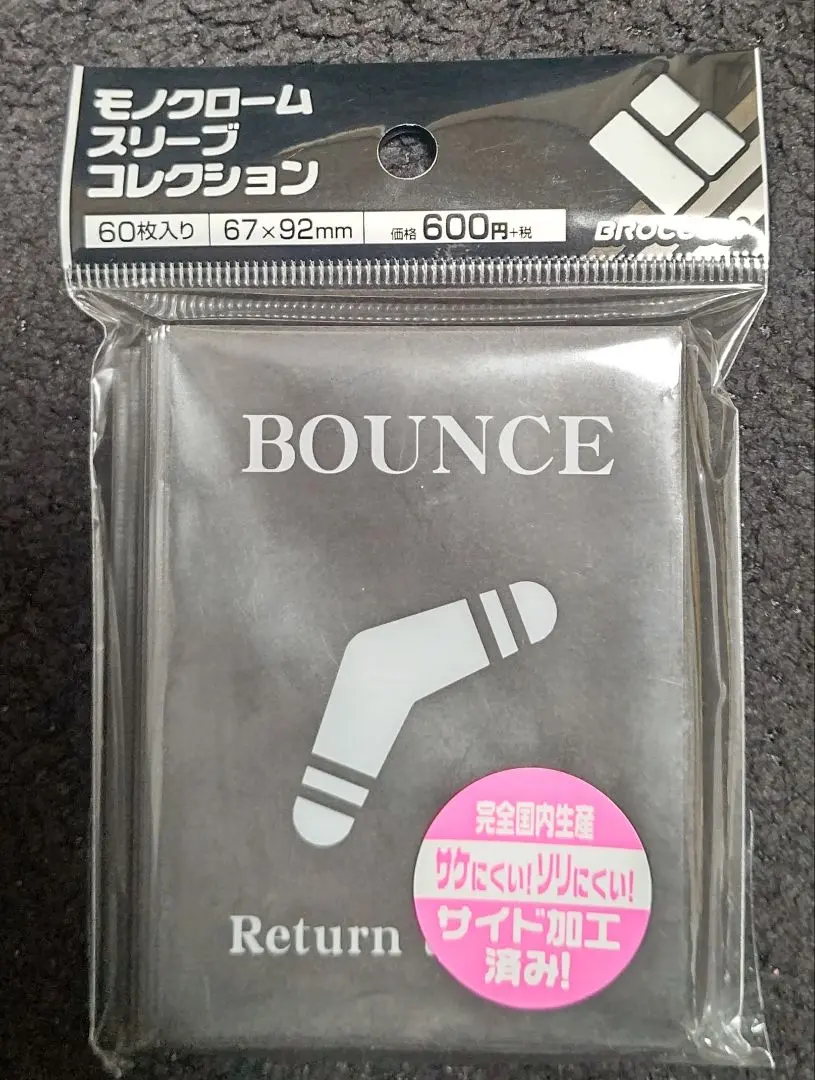 モノクローム
スリーブ
コレクション
60枚入り 67×92mm 価格 600円+税
BOUNCE
Return
完全国内生産
サケにくい!ソリにくい!
サイド加工
済み!